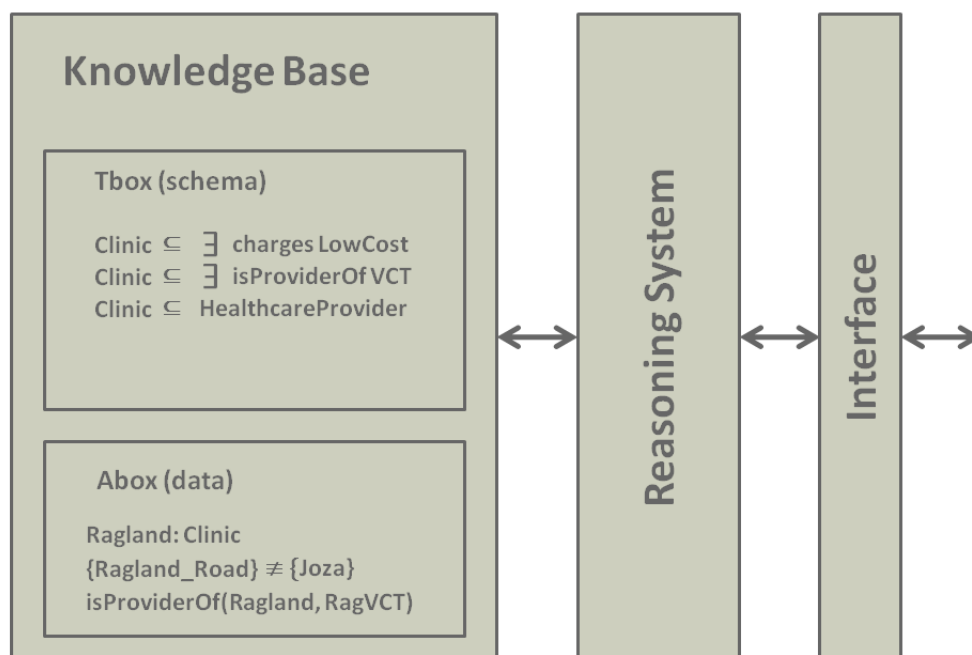 Knowledge Base
Tbox (schema)
Clinic ⊆ ∃ charges LowCost
Clinic ⊆ ∃ isProviderOf VCT
Clinic ⊆ HealthcareProvider
Abox (data)
Ragland: Clinic
{Ragland_Road} ≢ {Joza}
isProviderOf(Ragland, RagVCT)
Reasoning System
Interface